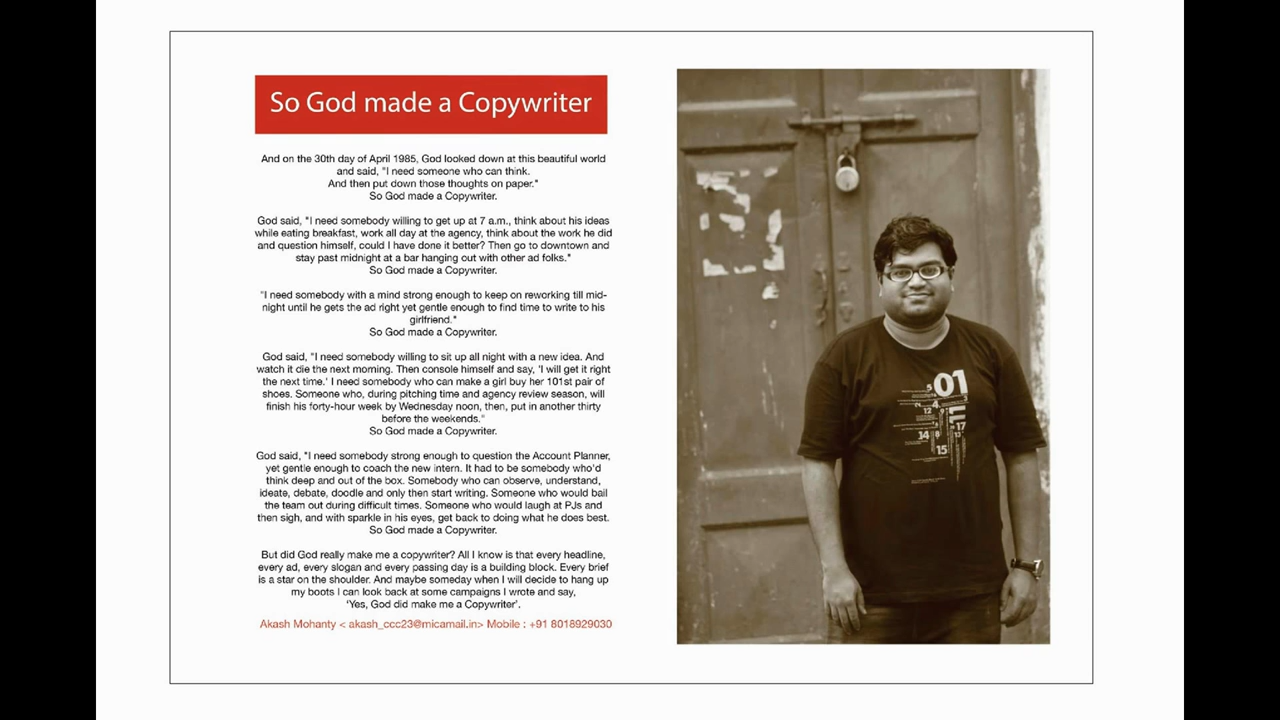 So God made a Copywriter
And on the 30th day of April 1985, God looked down at this beautiful world
and said, "I need someone who can think.
And then put down those thoughts on paper."
So God made a Copywriter.
God said, "I need somebody willing to get up at 7 a.m., think about his ideas
while eating breakfast, work all day at the agency, think about the work he did
and question himself, could I have done it better? Then go to downtown and
stay past midnight at a bar hanging out with other ad folks."
So God made a Copywriter.
"I need somebody with a mind strong enough to keep on reworking till mid-
night until he gets the ad right yet gentle enough to find time to write to his
girlfriend."
So God made a Copywriter.
God said, "I need somebody willing to sit up all night with a new idea. And
watch it die the next morning. Then console himself and say, 'I will get it right
the next time.' I need somebody who can make a girl buy her 101st pair of
shoes. Someone who, during pitching time and agency review season, will
finish his forty-hour week by Wednesday noon, then, put in another thirty
before the weekends."
So God made a Copywriter.
God said, "I need somebody strong enough to question the Account Planner,
yet gentle enough to coach the new intern. It had to be somebody who'd
think deep and out of the box. Somebody who can observe, understand,
ideate, debate, doodle and only then start writing. Someone who would bail
the team out during difficult times. Someone who would laugh at PJs and
then sigh, and with sparkle in his eyes, get back to doing what he does best.
So God made a Copywriter.
But did God really make me a copywriter? All I know is that every headline,
every ad, every slogan and every passing day is a building block. Every brief
is a star on the shoulder. And maybe someday when I will decide to hang up
my boots I can look back at some campaigns I wrote and say,
'Yes, God did make me a Copywriter'.
Akash Mohanty < akash_ccc23@micamail.in> Mobile : +91 8018929030
01
4
12
11
17
14
8
13
15